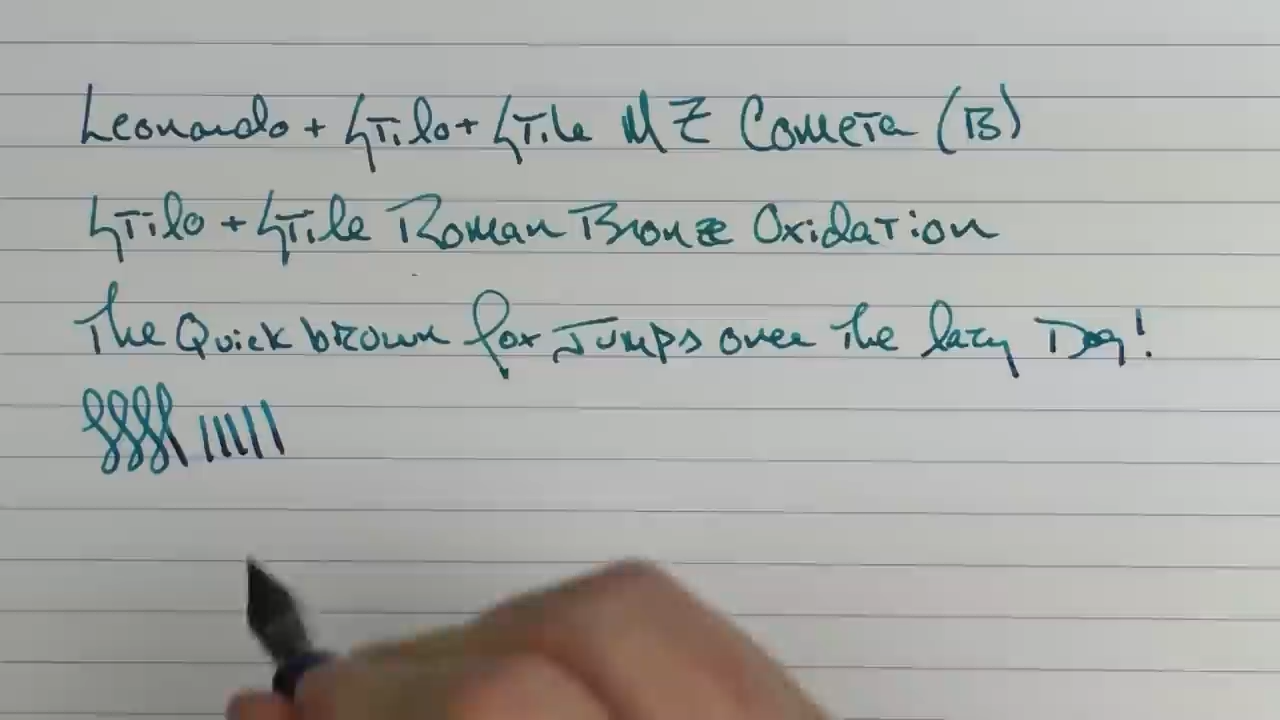 Leonardo + Stilo + Stile MZ Cometa (B)
Stilo + Stile Roman Bronze Oxidation
The Quick brown fox Jumps over the lazy Dog!